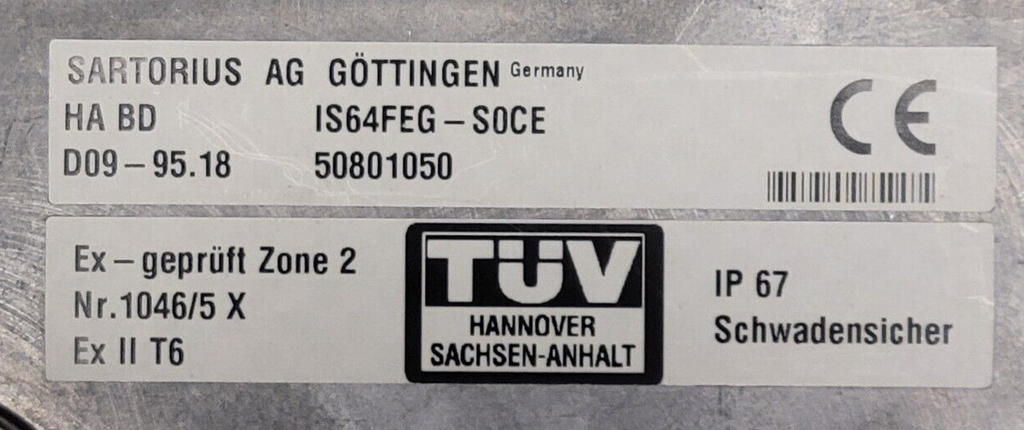 SARTORIUS AG GÖTTINGEN Germany
HA BD IS64FEG – S0CE
D09 – 95.18 50801050
CE
Ex – geprüft Zone 2
Nr.1046/5 X
Ex II T6
TÜV
HANNOVER
SACHSEN-ANHALT
IP 67
Schwadensicher